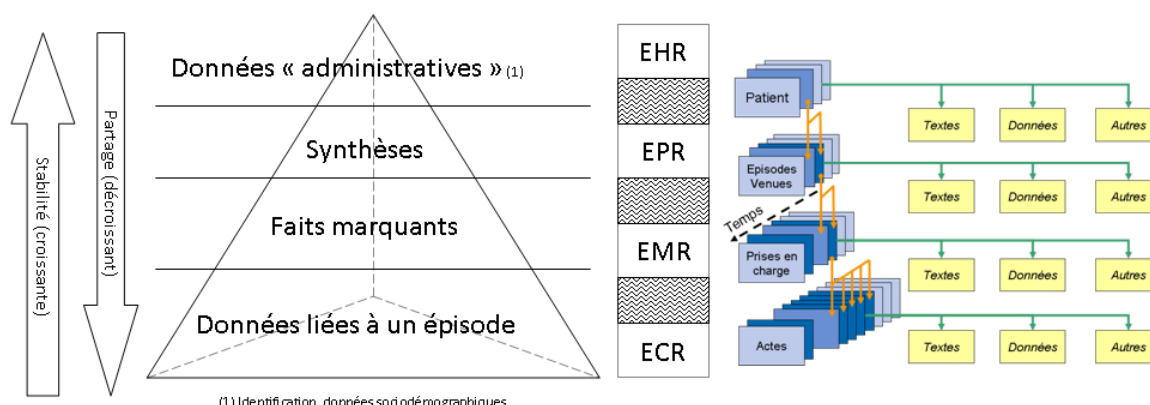 Stabilité (croissante)
Partage (décroissant)
Données « administratives » (1)
Synthèses
Faits marquants
Données liées à un épisode
(1) Identification, données sociodémographiques
EHR
EPR
EMR
ECR
Patient
Textes
Données
Autres
Episodes
Venues
Textes
Données
Autres
Temps
Prises en
charge
Textes
Données
Autres
Actes
Textes
Données
Autres